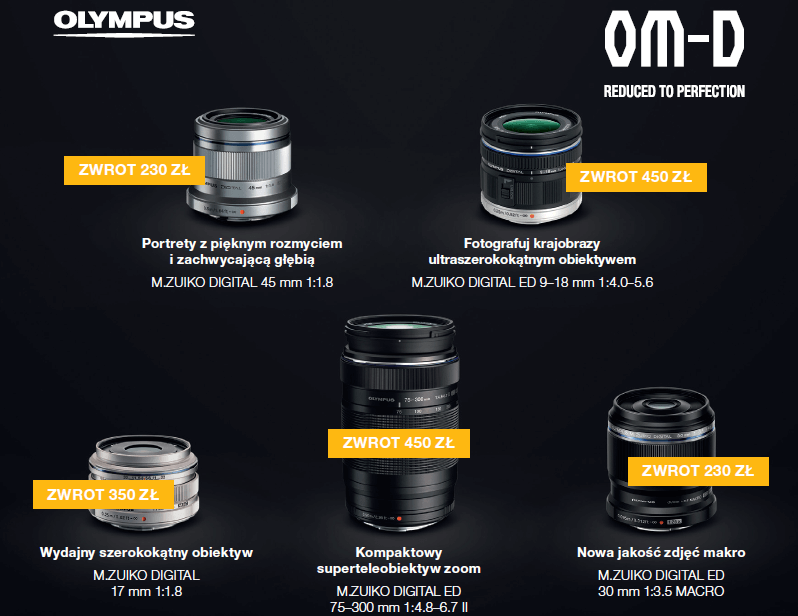 OLYMPUS
OM-D
REDUCED TO PERFECTION
ZWROT 230 ZŁ
ZWROT 450 ZŁ
Portrety z pięknym rozmyciem
i zachwycającą głębią
M.ZUIKO DIGITAL 45 mm 1:1.8
Fotografuj krajobrazy
ultraszerokokątnym obiektywem
M.ZUIKO DIGITAL ED 9–18 mm 1:4.0–5.6
OLYMPUS
75-300 mm
ZWROT 450 ZŁ
ZWROT 230 ZŁ
ZWROT 350 ZŁ
Wydajny szerokokątny obiektyw
M.ZUIKO DIGITAL
17 mm 1:1.8
Kompaktowy
superteleobiektyw zoom
M.ZUIKO DIGITAL ED
75–300 mm 1:4.8–6.7 II
Nowa jakość zdjęć makro
M.ZUIKO DIGITAL ED
30 mm 1:3.5 MACRO